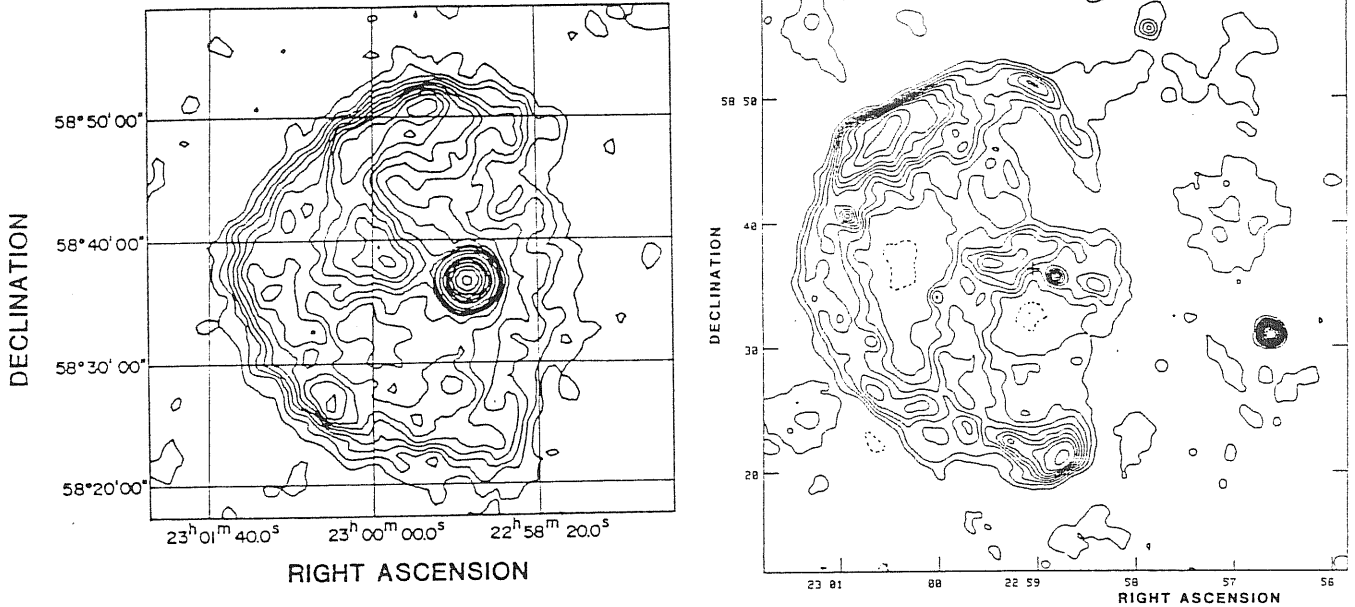 DECLINATION
58°50'00"
58°40'00"
58°30'00"
58°20'00"
23h01m40.0s
23h00m00.0s
22h58m20.0s
RIGHT ASCENSION
DECLINATION
58 50
40
30
20
23 01
00
22 59
58
57
56
RIGHT ASCENSION